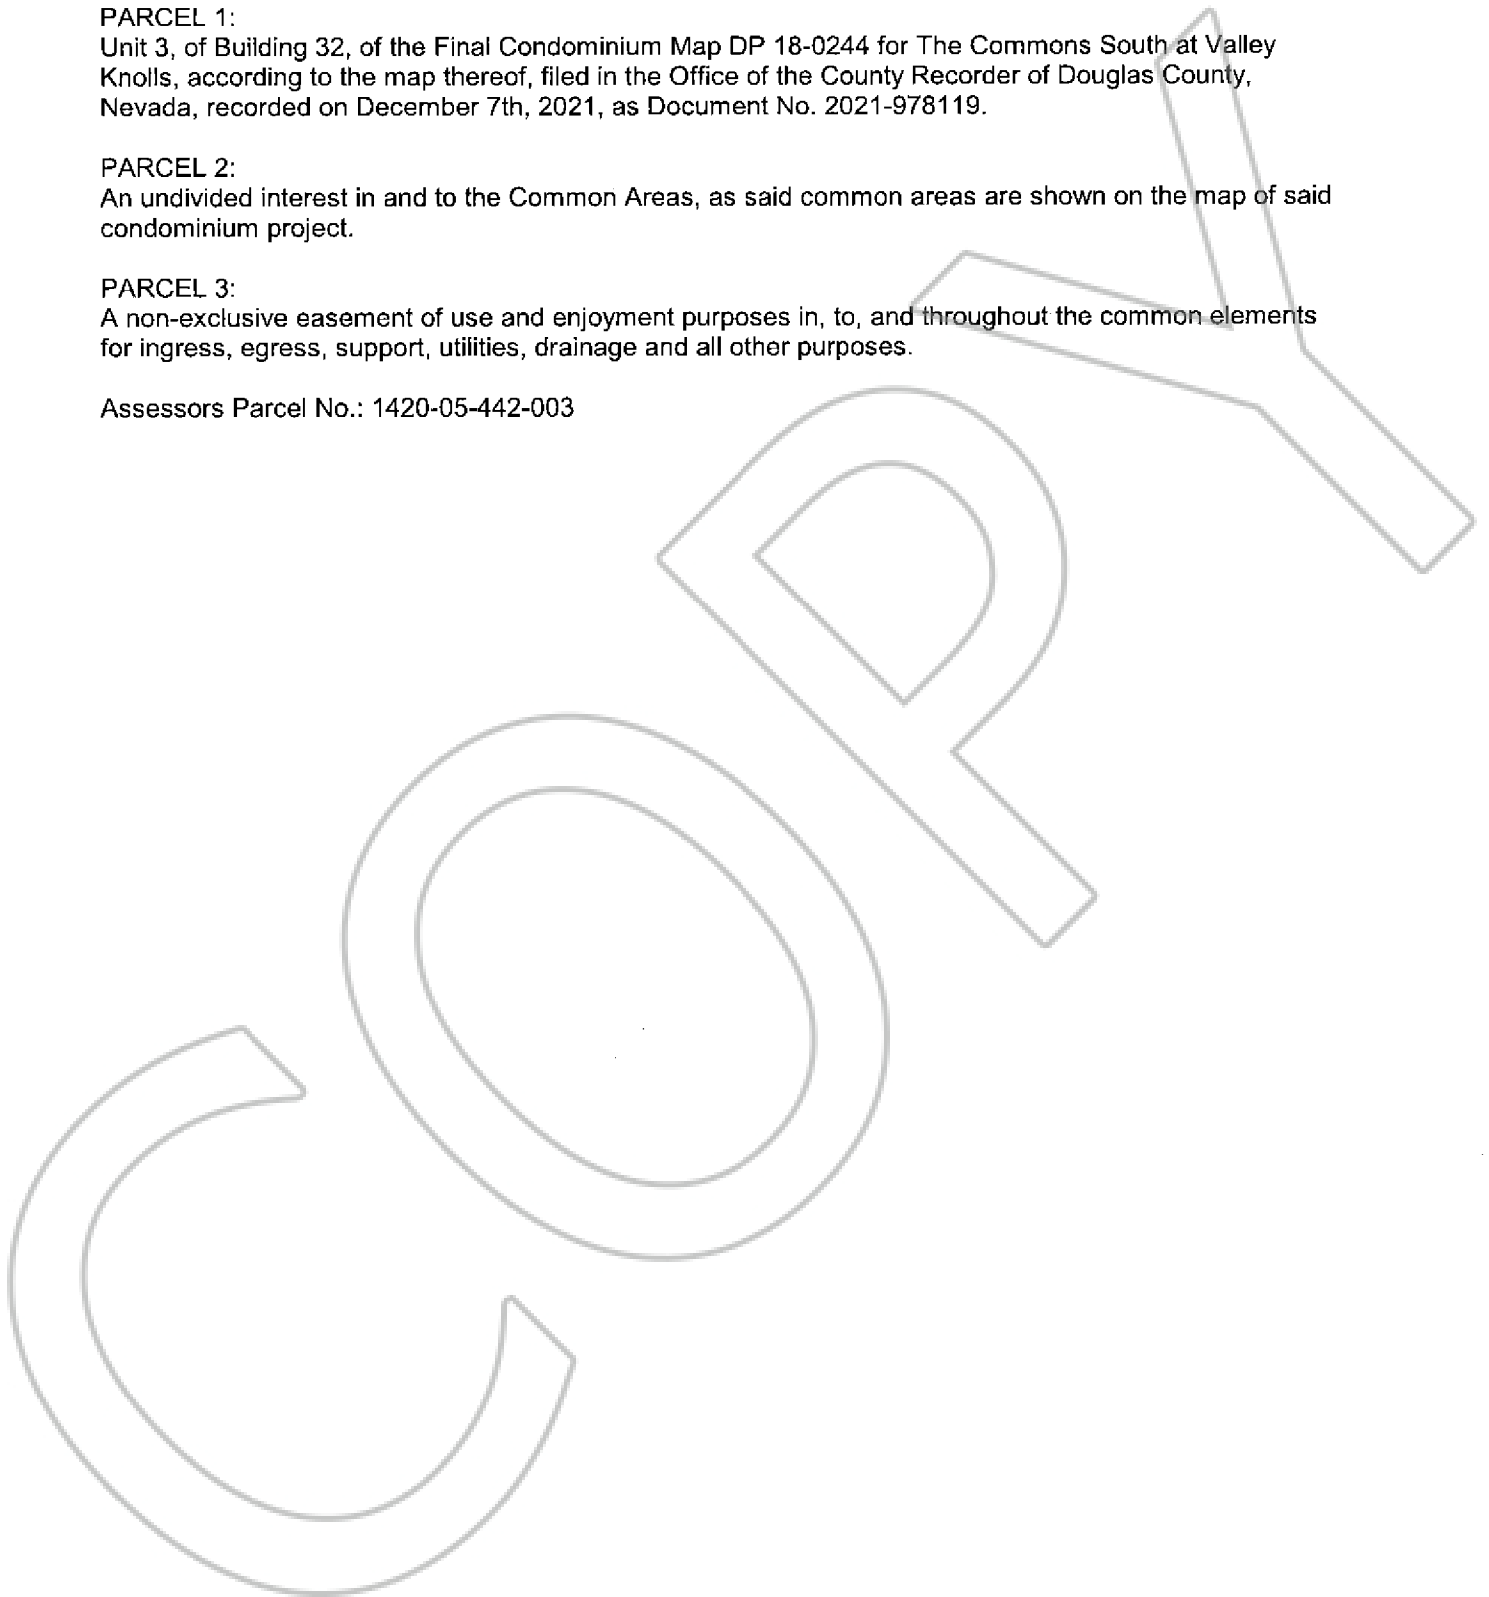 PARCEL 1:
Unit 3, of Building 32, of the Final Condominium Map DP 18-0244 for The Commons South at Valley
Knolls, according to the map thereof, filed in the Office of the County Recorder of Douglas County,
Nevada, recorded on December 7th, 2021, as Document No. 2021-978119.
PARCEL 2:
An undivided interest in and to the Common Areas, as said common areas are shown on the map of said
condominium project.
PARCEL 3:
A non-exclusive easement of use and enjoyment purposes in, to, and throughout the common elements
for ingress, egress, support, utilities, drainage and all other purposes.
Assessors Parcel No.: 1420-05-442-003
COPY